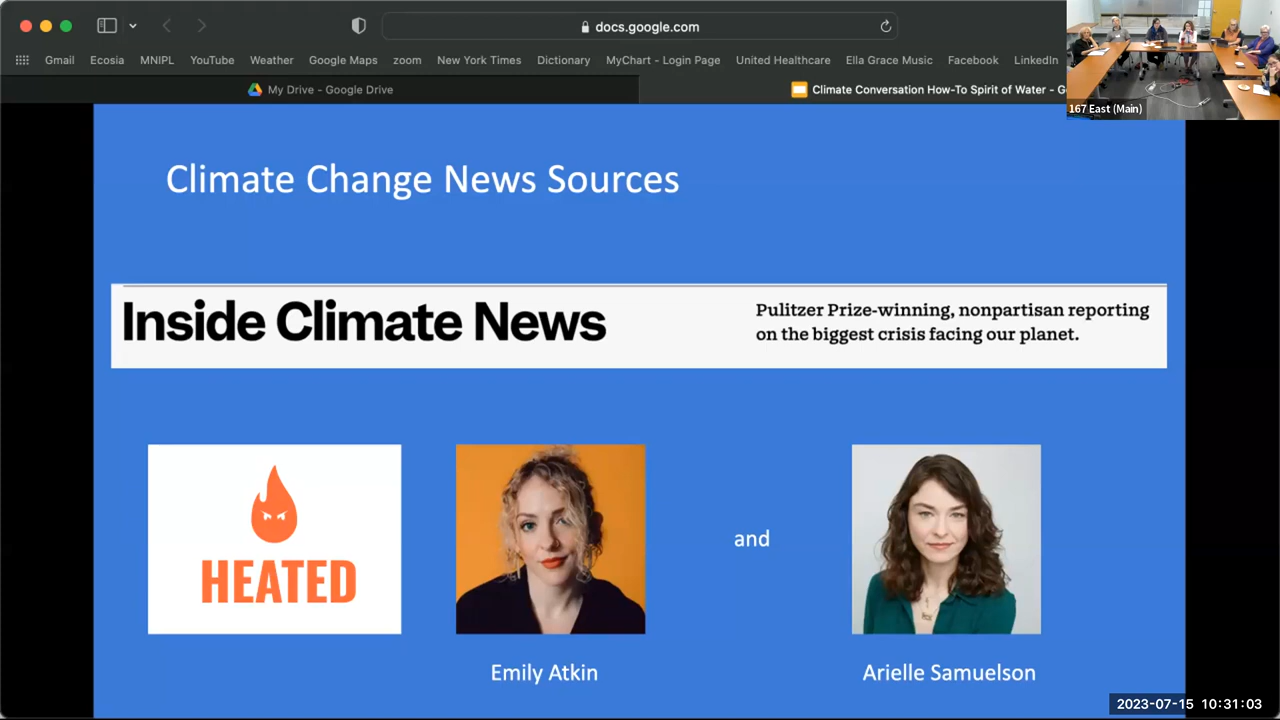 docs.google.com
Gmail Ecosia MNIPL YouTube Weather Google Maps zoom New York Times Dictionary MyChart - Login Page United Healthcare Ella Grace Music Facebook LinkedIn
My Drive - Google Drive
Climate Conversation How-To Spirit of Water - G
167 East (Main)
Climate Change News Sources
Inside Climate News
Pulitzer Prize-winning, nonpartisan reporting
on the biggest crisis facing our planet.
HEATED
and
Emily Atkin
Arielle Samuelson
2023-07-15 10:31:03